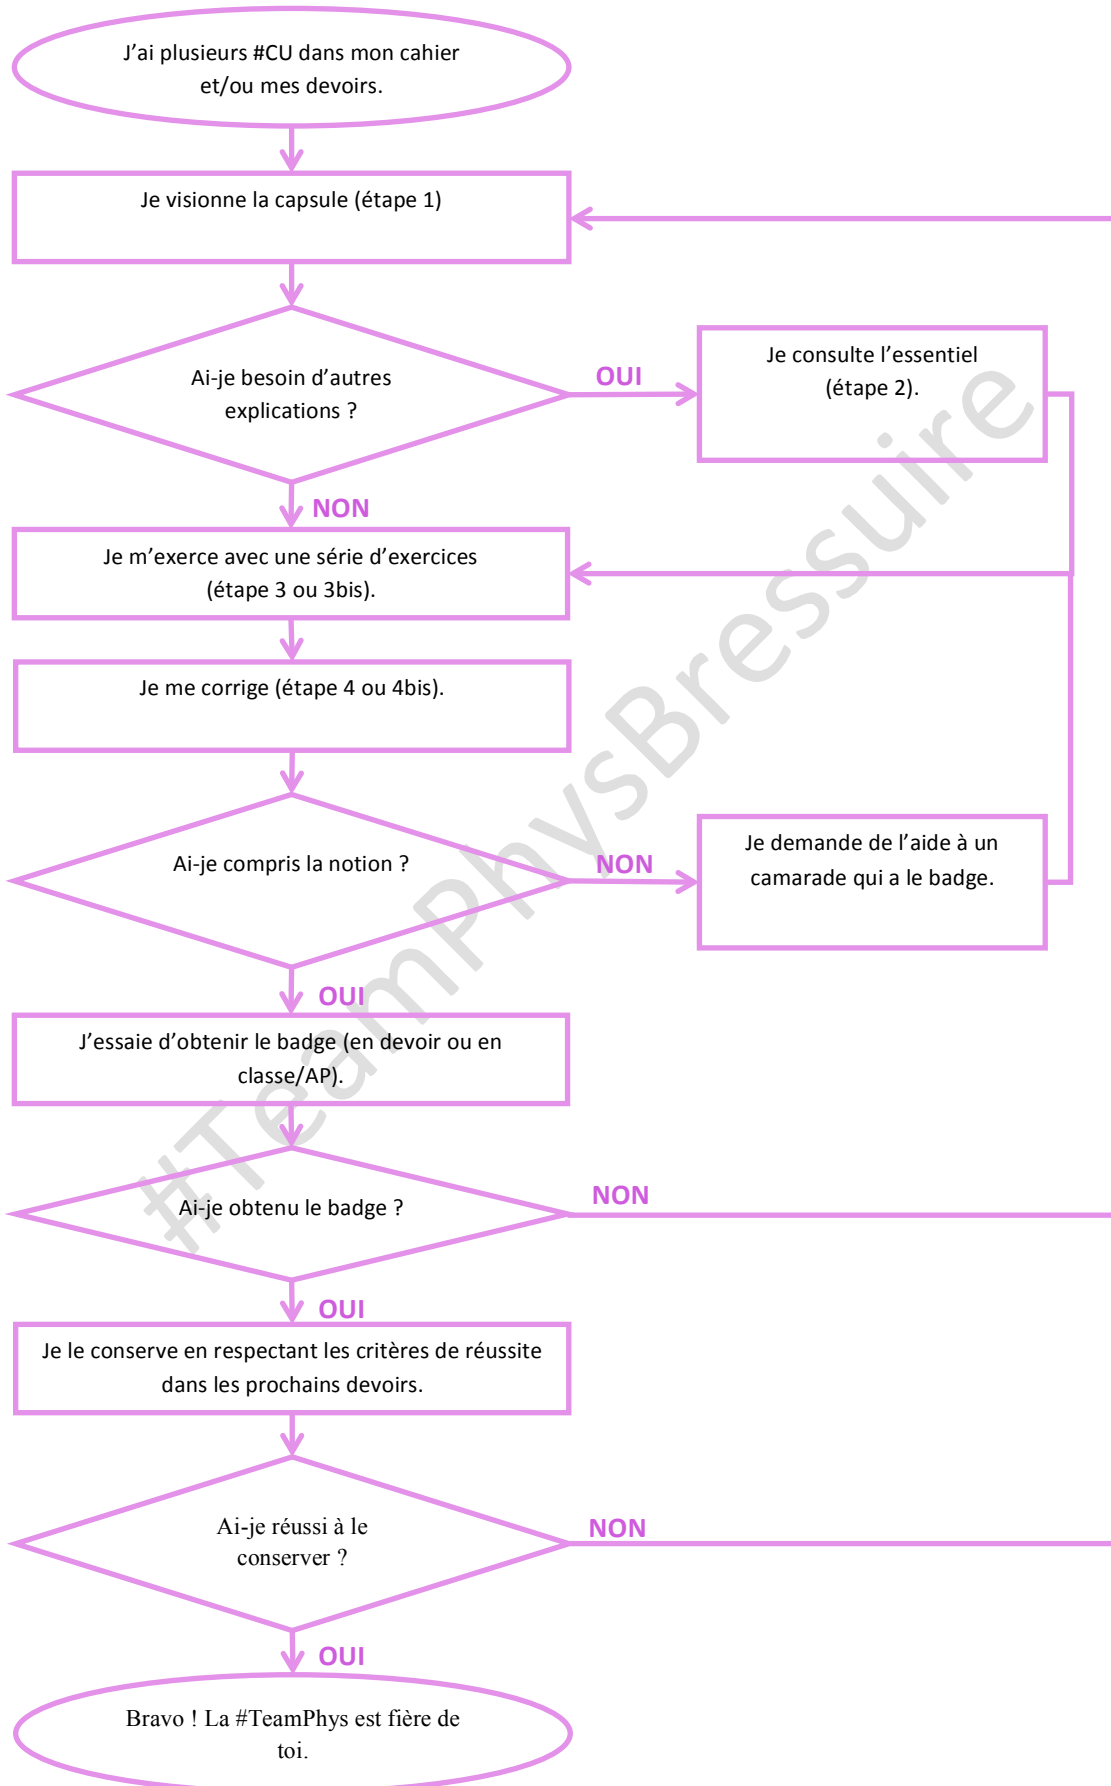 J'ai plusieurs #CU dans mon cahier
et/ou mes devoirs.
Je visionne la capsule (étape 1)
Ai-je besoin d'autres
explications ?
OUI
Je consulte l'essentiel
(étape 2).
NON
Je m'exerce avec une série d'exercices
(étape 3 ou 3bis).
Je me corrige (étape 4 ou 4bis).
Ai-je compris la notion ?
NON
Je demande de l'aide à un
camarade qui a le badge.
OUI
J'essaie d'obtenir le badge (en devoir ou en
classe/AP).
Ai-je obtenu le badge ?
NON
OUI
Je le conserve en respectant les critères de réussite
dans les prochains devoirs.
Ai-je réussi à le
conserver ?
NON
OUI
Bravo ! La #TeamPhys est fière de
toi.
#TeamPhysBressuire